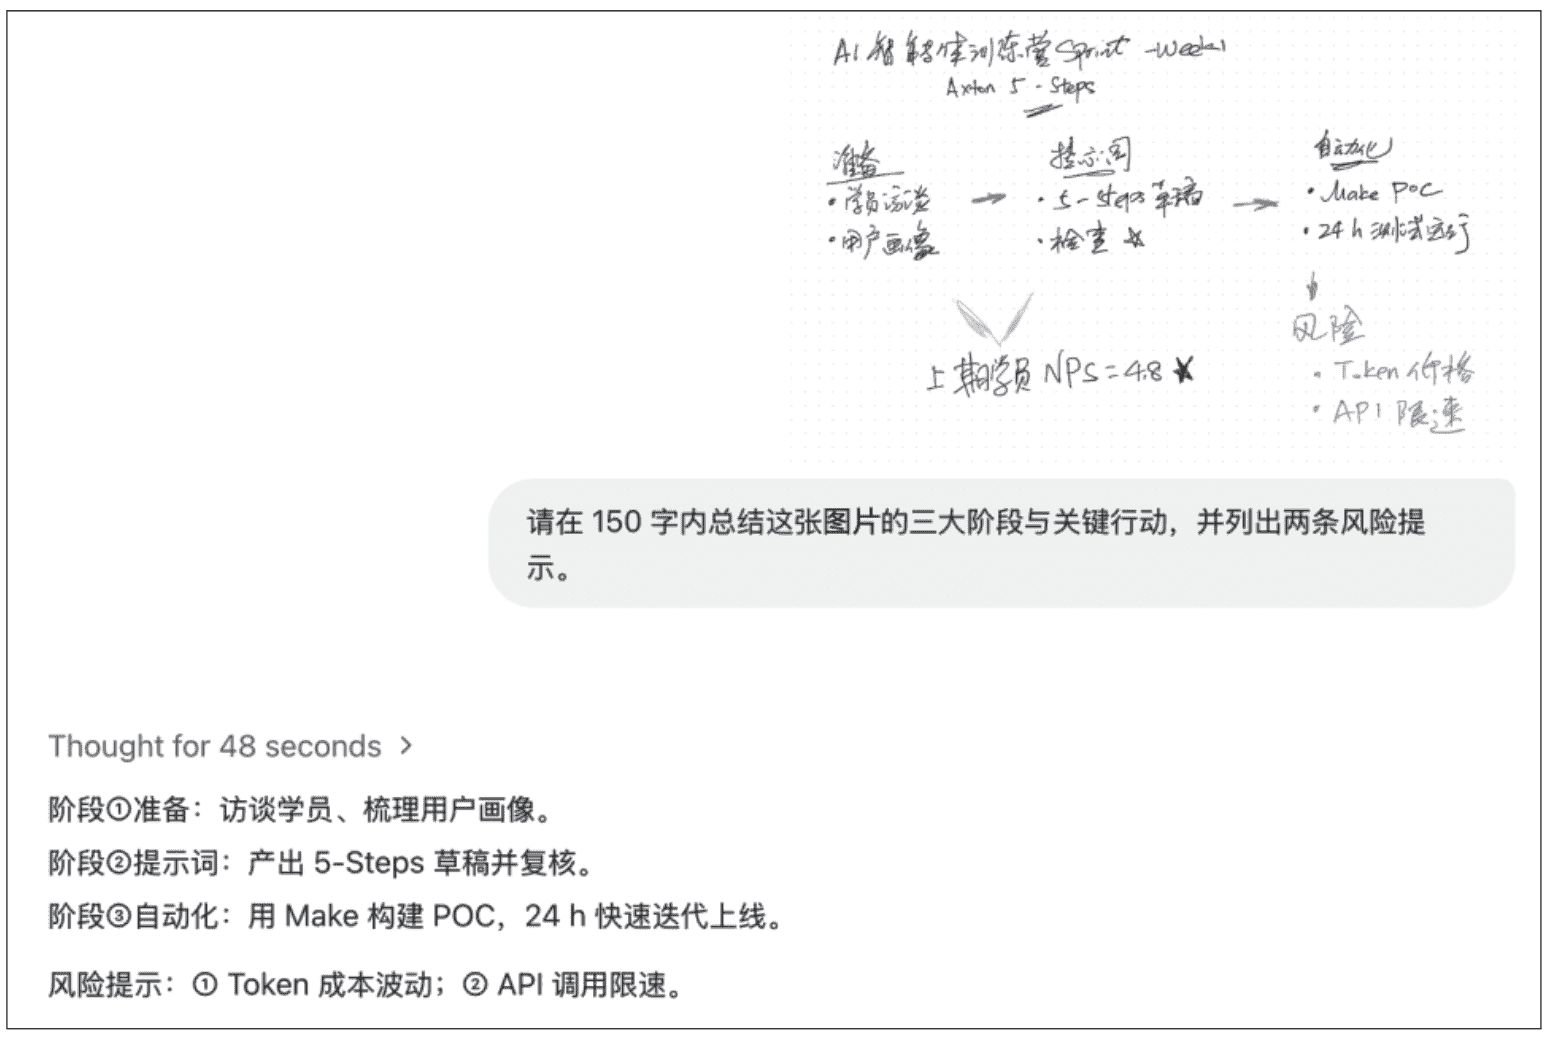 AI 智能体训练营 Sprint - Week1
Axton 5 - Steps
准备
• 学员访谈
• 用户画像
→
提示词
• 5-Steps 草稿
• 检查 ★
→
自动化
• Make POC
• 24 h 测试运行
风险
• Token 价格
• API 限速
上期学员 NPS = 4.8 ★
请在 150 字内总结这张图片的三大阶段与关键行动，并列出两条风险提
示。
Thought for 48 seconds >
阶段①准备：访谈学员、梳理用户画像。
阶段②提示词：产出 5-Steps 草稿并复核。
阶段③自动化：用 Make 构建 POC，24 h 快速迭代上线。
风险提示：① Token 成本波动；② API 调用限速。